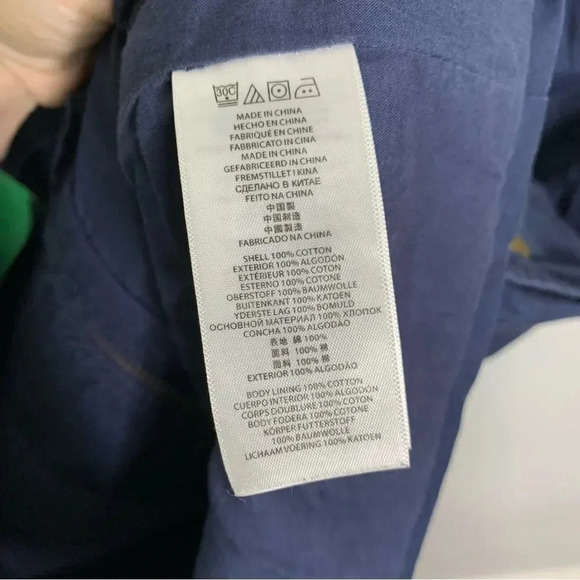 30C
MADE IN CHINA
HECHO EN CHINA
FABRIQUÉ EN CHINE
FABBRICATO IN CINA
MADE IN CHINA
GEFABRICEERD IN CHINA
FREMSTILLET I KINA
СДЕЛАНО В КИТАЕ
FEITO NA CHINA
中国製
中国制造
中國製造
FABRICADO NA CHINA
SHELL 100% COTTON
EXTERIOR 100% ALGODÓN
EXTÉRIEUR 100% COTON
ESTERNO 100% COTONE
OBERSTOFF 100% BAUMWOLLE
BUITENKANT 100% KATOEN
YDERSTE LAG 100% BOMULD
ОСНОВНОЙ МАТЕРИАЛ 100% ХЛОПОК
CONCHA 100% ALGODÃO
表地 綿 100%
面料 100% 棉
面料 100% 棉
EXTERIOR 100% ALGODÃO
BODY LINING 100% COTTON
CUERPO INTERIOR 100% ALGODÓN
CORPS DOUBLURE 100% COTON
BODY FODERA 100% COTONE
KÖRPER FUTTERSTOFF
100% BAUMWOLLE
LICHAAM VOERING 100% KATOEN